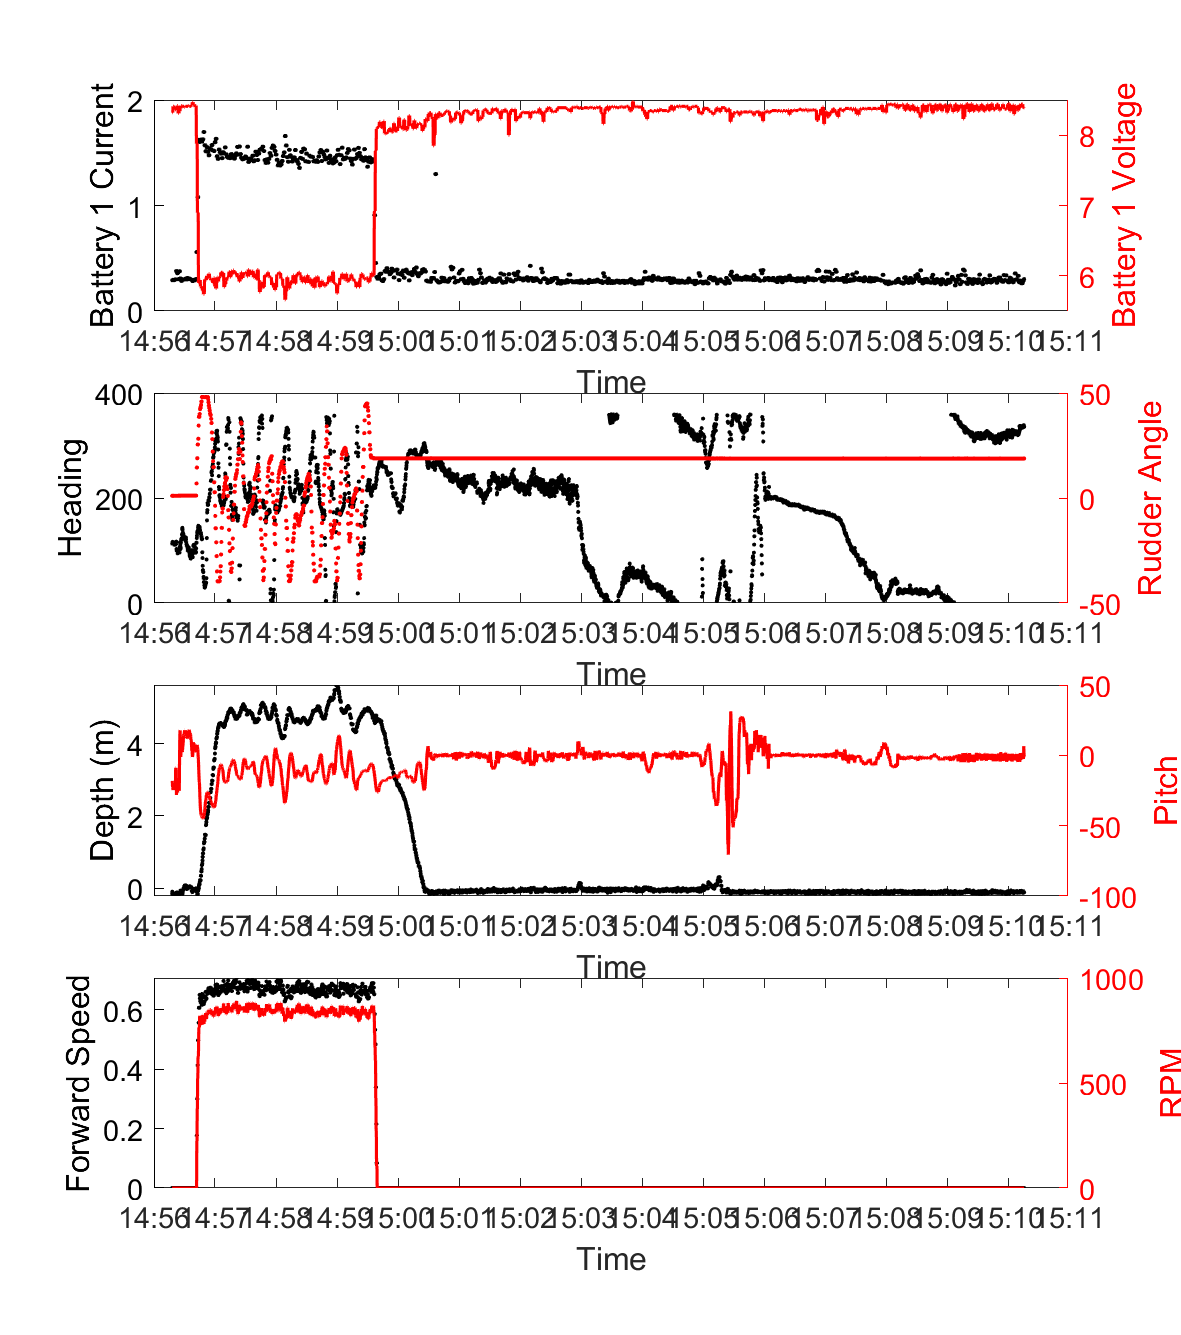 2
1
0
Battery 1 Current
8
7
6
Battery 1 Voltage
14:56 14:57 14:58 14:59 15:00 15:01 15:02 15:03 15:04 15:05 15:06 15:07 15:08 15:09 15:10 15:11
Time
400
200
0
Heading
50
0
-50
Rudder Angle
14:56 14:57 14:58 14:59 15:00 15:01 15:02 15:03 15:04 15:05 15:06 15:07 15:08 15:09 15:10 15:11
Time
4
2
0
Depth (m)
50
0
-50
-100
Pitch
14:56 14:57 14:58 14:59 15:00 15:01 15:02 15:03 15:04 15:05 15:06 15:07 15:08 15:09 15:10 15:11
Time
0.6
0.4
0.2
0
Forward Speed
1000
500
0
RPM
14:56 14:57 14:58 14:59 15:00 15:01 15:02 15:03 15:04 15:05 15:06 15:07 15:08 15:09 15:10 15:11
Time